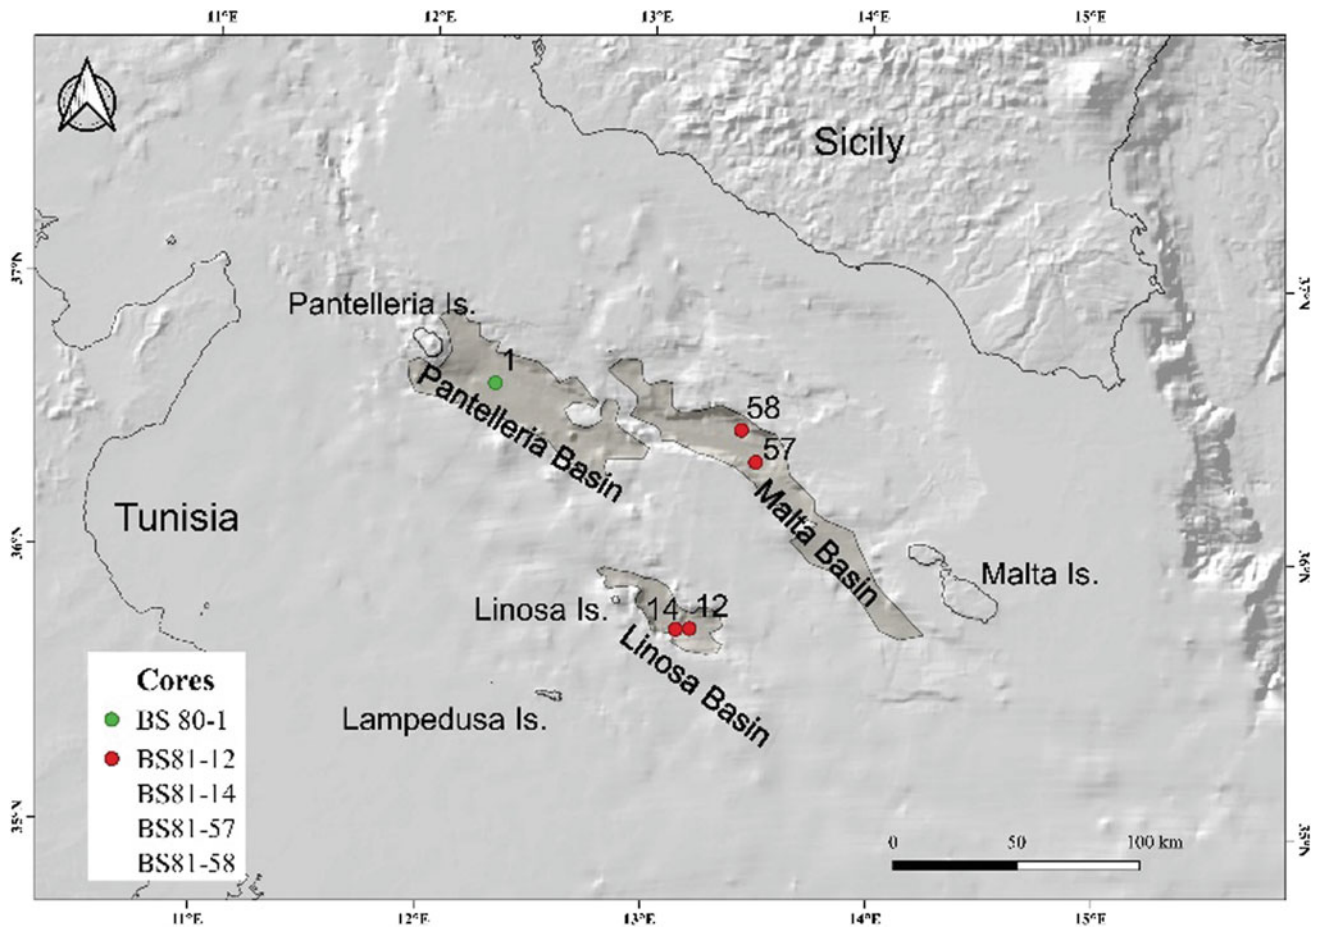 11°E 12°E 13°E 14°E 15°E
Sicily
37°N
37°N
Pantelleria Is.
1
Pantelleria Basin
58
57
Malta Basin
Tunisia
36°N
36°N
Malta Is.
Linosa Is.
14 12
Linosa Basin
Lampedusa Is.
Cores
BS 80-1
BS81-12
BS81-14
BS81-57
BS81-58
35°N
35°N
0 50 100 km
11°E 12°E 13°E 14°E 15°E